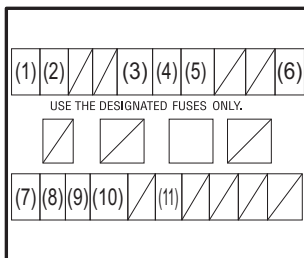 (1) (2) (3) (4) (5) (6)
USE THE DESIGNATED FUSES ONLY.
(7) (8) (9) (10) (11)